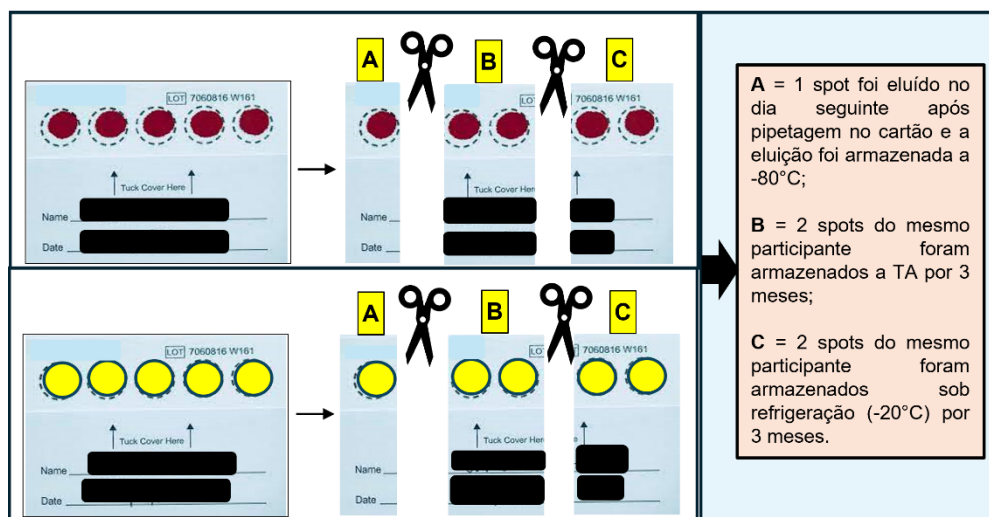 A B C
LOT 7060816 W161
Tuck Cover Here
Name
Date
LO 7060816 W161
Tuck Cover Here
Name
Date
A = 1 spot foi eluído no
dia seguinte após
pipetagem no cartão e a
eluição foi armazenada a
-80°C;
B = 2 spots do mesmo
participante foram
armazenados a TA por 3
meses;
C = 2 spots do mesmo
participante foram
armazenados sob
refrigeração (-20°C) por
3 meses.
A B C
LOT 7060816 W161
Tuck Cover Here
Name
Date
LO T 7060816 W161
Tuck Cover Here
Name
Date